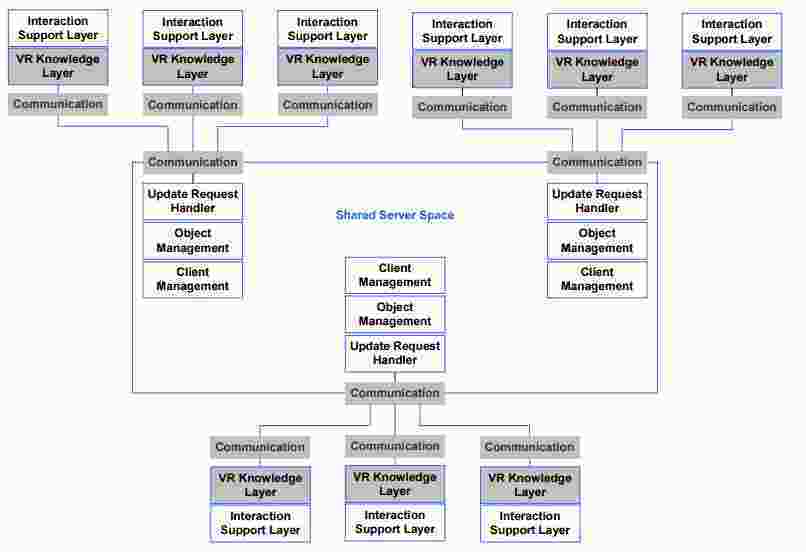 Interaction
Support Layer
VR Knowledge
Layer
Communication
Interaction
Support Layer
VR Knowledge
Layer
Communication
Interaction
Support Layer
VR Knowledge
Layer
Communication
Interaction
Support Layer
VR Knowledge
Layer
Communication
Interaction
Support Layer
VR Knowledge
Layer
Communication
Interaction
Support Layer
VR Knowledge
Layer
Communication
Communication
Update Request
Handler
Object
Management
Client
Management
Communication
Update Request
Handler
Object
Management
Client
Management
Shared Server Space
Client
Management
Object
Management
Update Request
Handler
Communication
Communication
VR Knowledge
Layer
Interaction
Support Layer
Communication
VR Knowledge
Layer
Interaction
Support Layer
Communication
VR Knowledge
Layer
Interaction
Support Layer